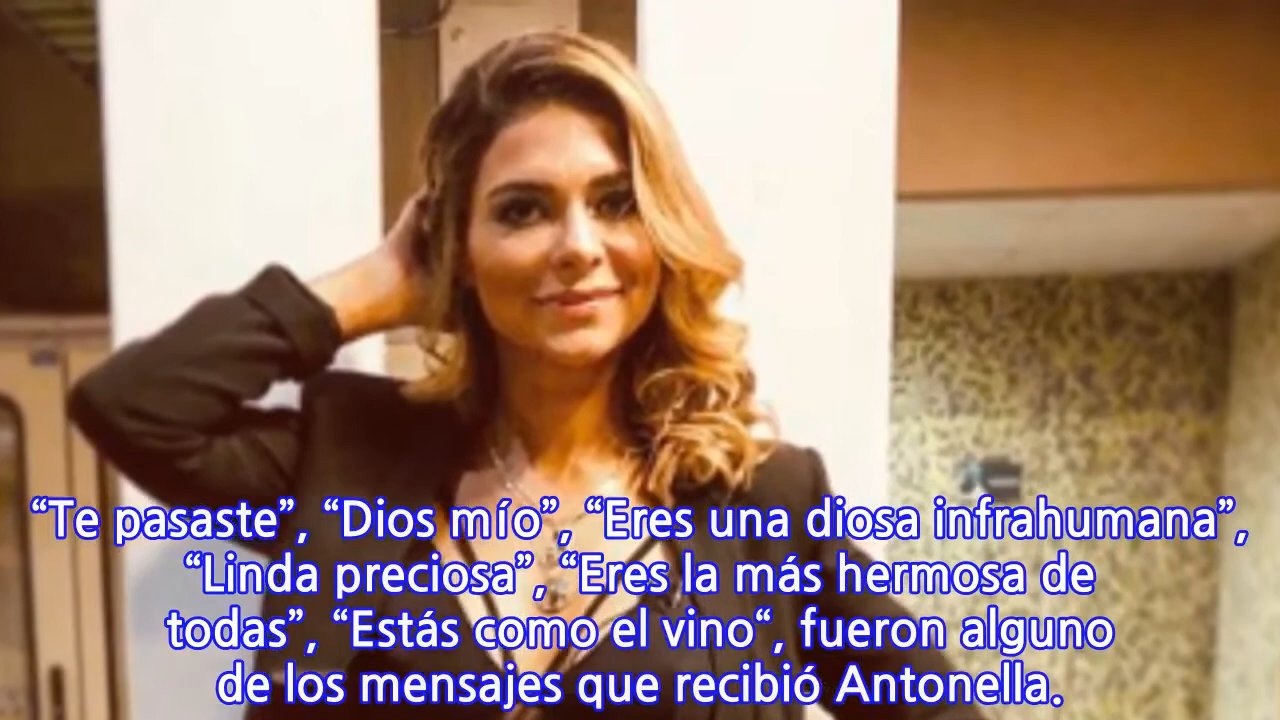 “Te pasaste”, “Dios mío”, “Eres una diosa infrahumana”,
“Linda preciosa”, “Eres la más hermosa de
todas”, “Estás como el vino“, fueron alguno
de los mensajes que recibió Antonella.